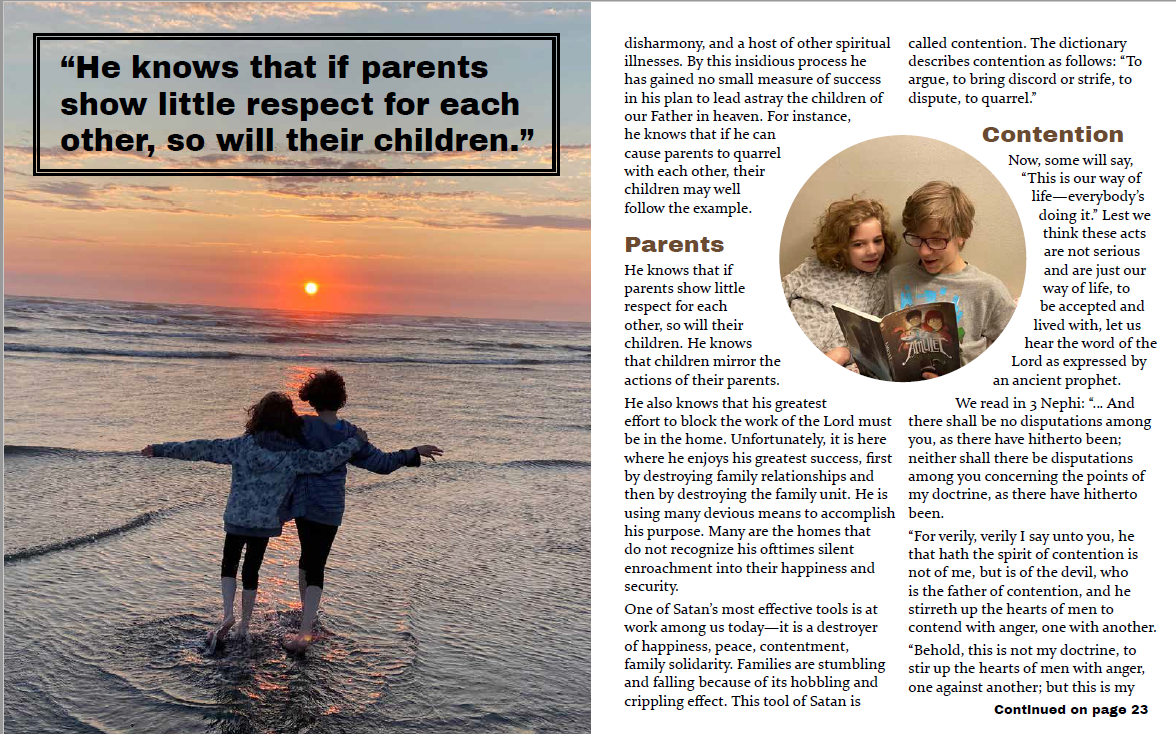 “He knows that if parents
show little respect for each
other, so will their children.”
disharmony, and a host of other spiritual
illnesses. By this insidious process he
has gained no small measure of success
in his plan to lead astray the children of
our Father in heaven. For instance,
he knows that if he can
cause parents to quarrel
with each other, their
children may well
follow the example.
Parents
He knows that if
parents show little
respect for each
other, so will their
children. He knows
that children mirror the
actions of their parents.
He also knows that his greatest
effort to block the work of the Lord must
be in the home. Unfortunately, it is here
where he enjoys his greatest success, first
by destroying family relationships and
then by destroying the family unit. He is
using many devious means to accomplish
his purpose. Many are the homes that
do not recognize his ofttimes silent
enroachment into their happiness and
security.
One of Satan’s most effective tools is at
work among us today—it is a destroyer
of happiness, peace, contentment,
family solidarity. Families are stumbling
and falling because of its hobbling and
crippling effect. This tool of Satan is
called contention. The dictionary
describes contention as follows: “To
argue, to bring discord or strife, to
dispute, to quarrel.”
Contention
Now, some will say,
“This is our way of
life—everybody’s
doing it.” Lest we
think these acts
are not serious
and are just our
way of life, to
be accepted and
lived with, let us
hear the word of the
Lord as expressed by
an ancient prophet.
We read in 3 Nephi: “... And
there shall be no disputations among
you, as there have hitherto been;
neither shall there be disputations
among you concerning the points of
my doctrine, as there have hitherto
been.
“For verily, verily I say unto you, he
that hath the spirit of contention is
not of me, but is of the devil, who
is the father of contention, and he
stirreth up the hearts of men to
contend with anger, one with another.
“Behold, this is not my doctrine, to
stir up the hearts of men with anger,
one against another; but this is my
Continued on page 23
AMULET